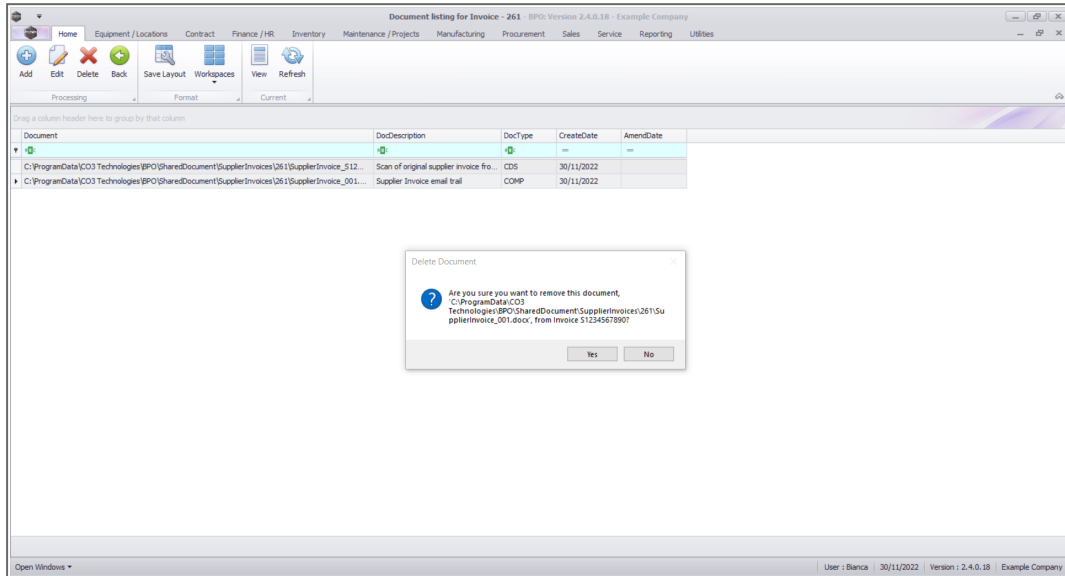 Document listing for Invoice - 261 - BPO: Version 2.4.0.18 - Example Company
Home Equipment / Locations Contract Finance / HR Inventory Maintenance / Projects Manufacturing Procurement Sales Service Reporting Utilities
Add Edit Delete Back Save Layout Workspaces View Refresh
Processing Format Current
Drag a column header here to group by that column
Document DocDescription DocType CreateDate AmendDate
C:\ProgramData\CO3 Technologies\BPO\SharedDocument\SupplierInvoices\261\SupplierInvoice_S12... Scan of original supplier invoice fro... CDS 30/11/2022
C:\ProgramData\CO3 Technologies\BPO\SharedDocument\SupplierInvoices\261\SupplierInvoice_001.... Supplier Invoice email trail COMP 30/11/2022
Delete Document
Are you sure you want to remove this document,
'C:\ProgramData\CO3
Technologies\BPO\SharedDocument\SupplierInvoices\261\Su
pplierInvoice_001.docx', from Invoice S1234567890?
Yes No
Open Windows User : Bianca 30/11/2022 Version : 2.4.0.18 Example Company